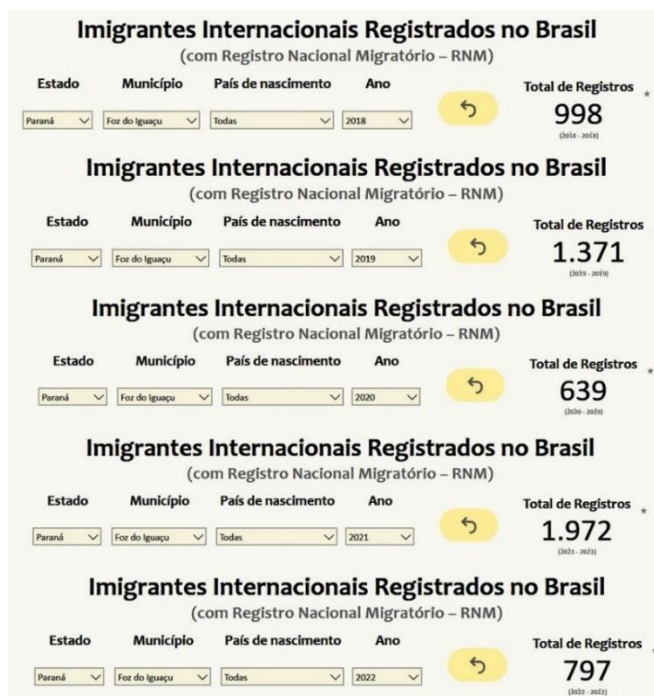 Imigrantes Internacionais Registrados no Brasil
(com Registro Nacional Migratório – RNM)
Estado Município País de nascimento Ano Total de Registros *
Paraná Foz do Iguaçu Todas 2018 998
(2018 - 2018)
Imigrantes Internacionais Registrados no Brasil
(com Registro Nacional Migratório – RNM)
Estado Município País de nascimento Ano Total de Registros
Paraná Foz do Iguaçu Todas 2019 1.371
(2019 - 2019)
Imigrantes Internacionais Registrados no Brasil
(com Registro Nacional Migratório – RNM)
Estado Município País de nascimento Ano Total de Registros *
Paraná Foz do Iguaçu Todas 2020 639
(2020 - 2020)
Imigrantes Internacionais Registrados no Brasil
(com Registro Nacional Migratório – RNM)
Estado Município País de nascimento Ano Total de Registros *
Paraná Foz do Iguaçu Todas 2021 1.972
(2021 - 2021)
Imigrantes Internacionais Registrados no Brasil
(com Registro Nacional Migratório – RNM)
Estado Município País de nascimento Ano Total de Registros
Paraná Foz do Iguaçu Todas 2022 797
(2022 - 2022)